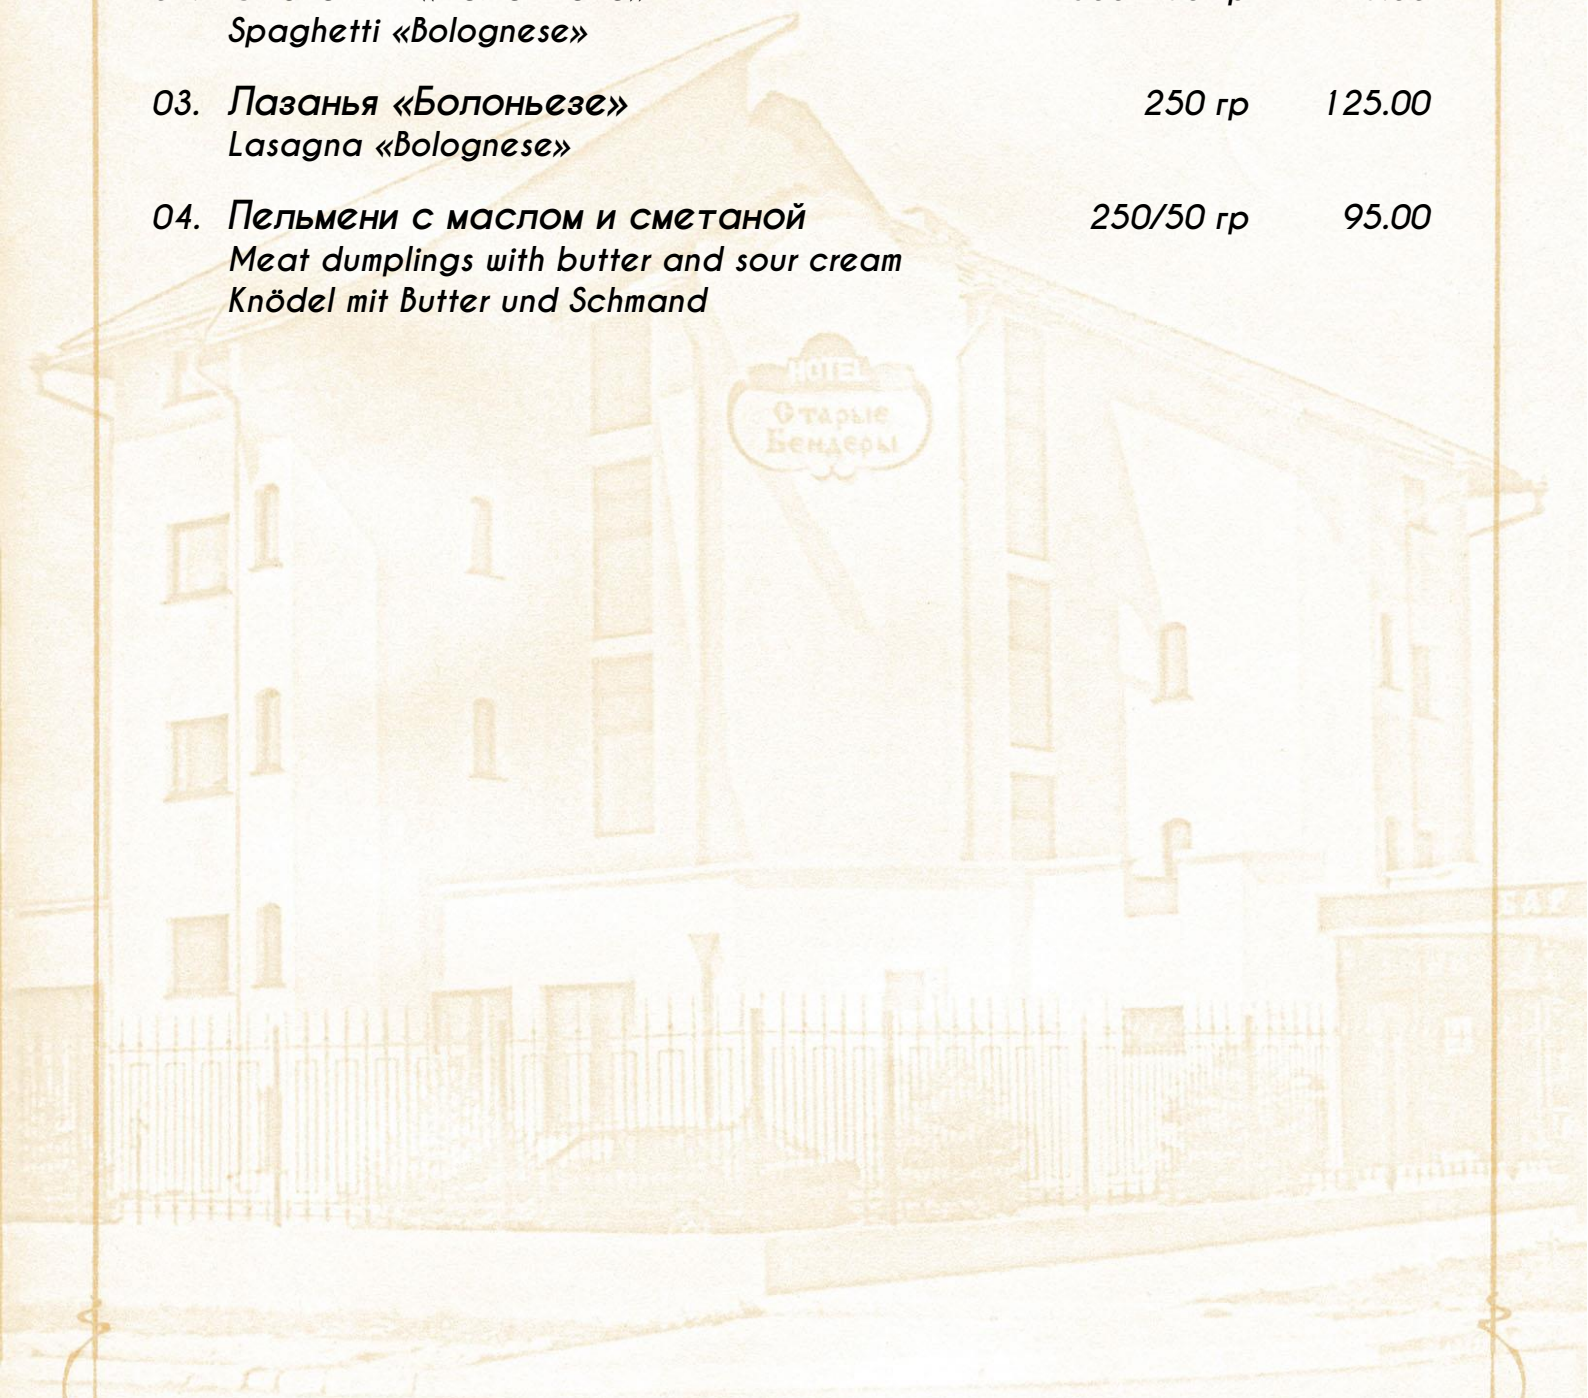 Spaghetti «Bolognese»
03. Лазанья «Болоньезе» 250 гр 125.00
Lasagna «Bolognese»
04. Пельмени с маслом и сметаной 250/50 гр 95.00
Meat dumplings with butter and sour cream
Knödel mit Butter und Schmand
HOTEL
Старые
Бендеры
БАР